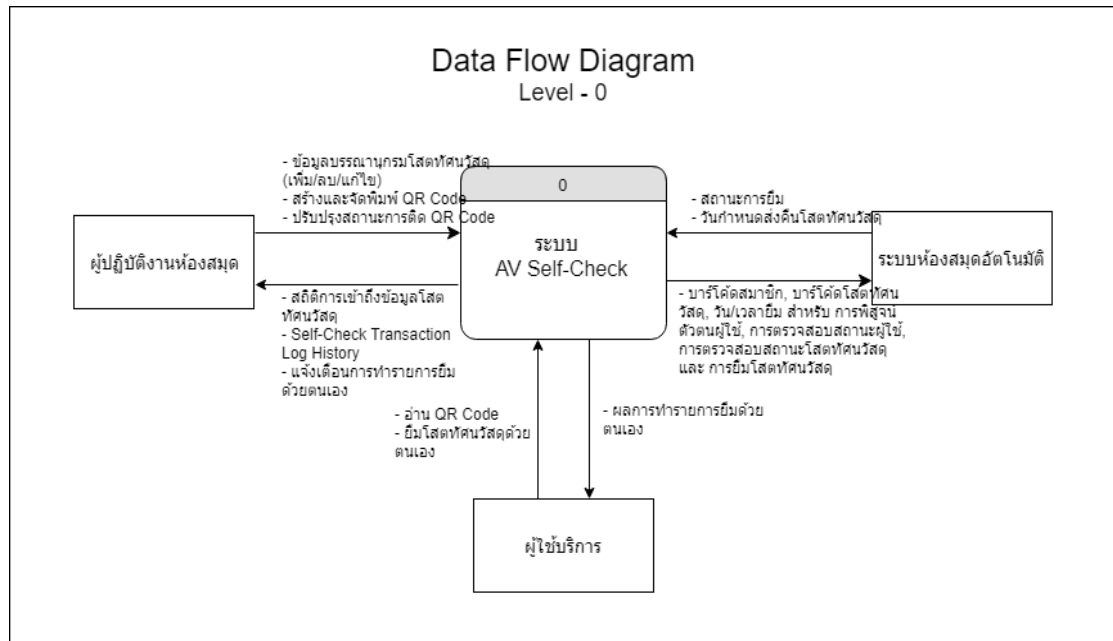 Data Flow Diagram
Level - 0
- ข้อมูลบรรณานุกรมโสตทัศนวัสดุ
(เพิ่ม/ลบ/แก้ไข)
- สร้างและจัดพิมพ์ QR Code
- ปรับปรุงสถานะการติด QR Code
0
ระบบ
AV Self-Check
- สถานะการยืม
- วันกำหนดส่งคืนโสตทัศนวัสดุ
ผู้ปฏิบัติงานห้องสมุด
ระบบห้องสมุดอัตโนมัติ
- สถิติการเข้าถึงข้อมูลโสต
ทัศนวัสดุ
- Self-Check Transaction
Log History
- แจ้งเตือนการทำรายการยืม
ด้วยตนเอง
- บาร์โค้ดสมาชิก, บาร์โค้ดโสตทัศน
วัสดุ, วัน/เวลายืม สำหรับ การพิสูจน์
ตัวตนผู้ใช้, การตรวจสอบสถานะผู้ใช้,
การตรวจสอบสถานะโสตทัศนวัสดุ
และ การยืมโสตทัศนวัสดุ
- อ่าน QR Code
- ยืมโสตทัศนวัสดุด้วย
ตนเอง
- ผลการทำรายการยืมด้วย
ตนเอง
ผู้ใช้บริการ